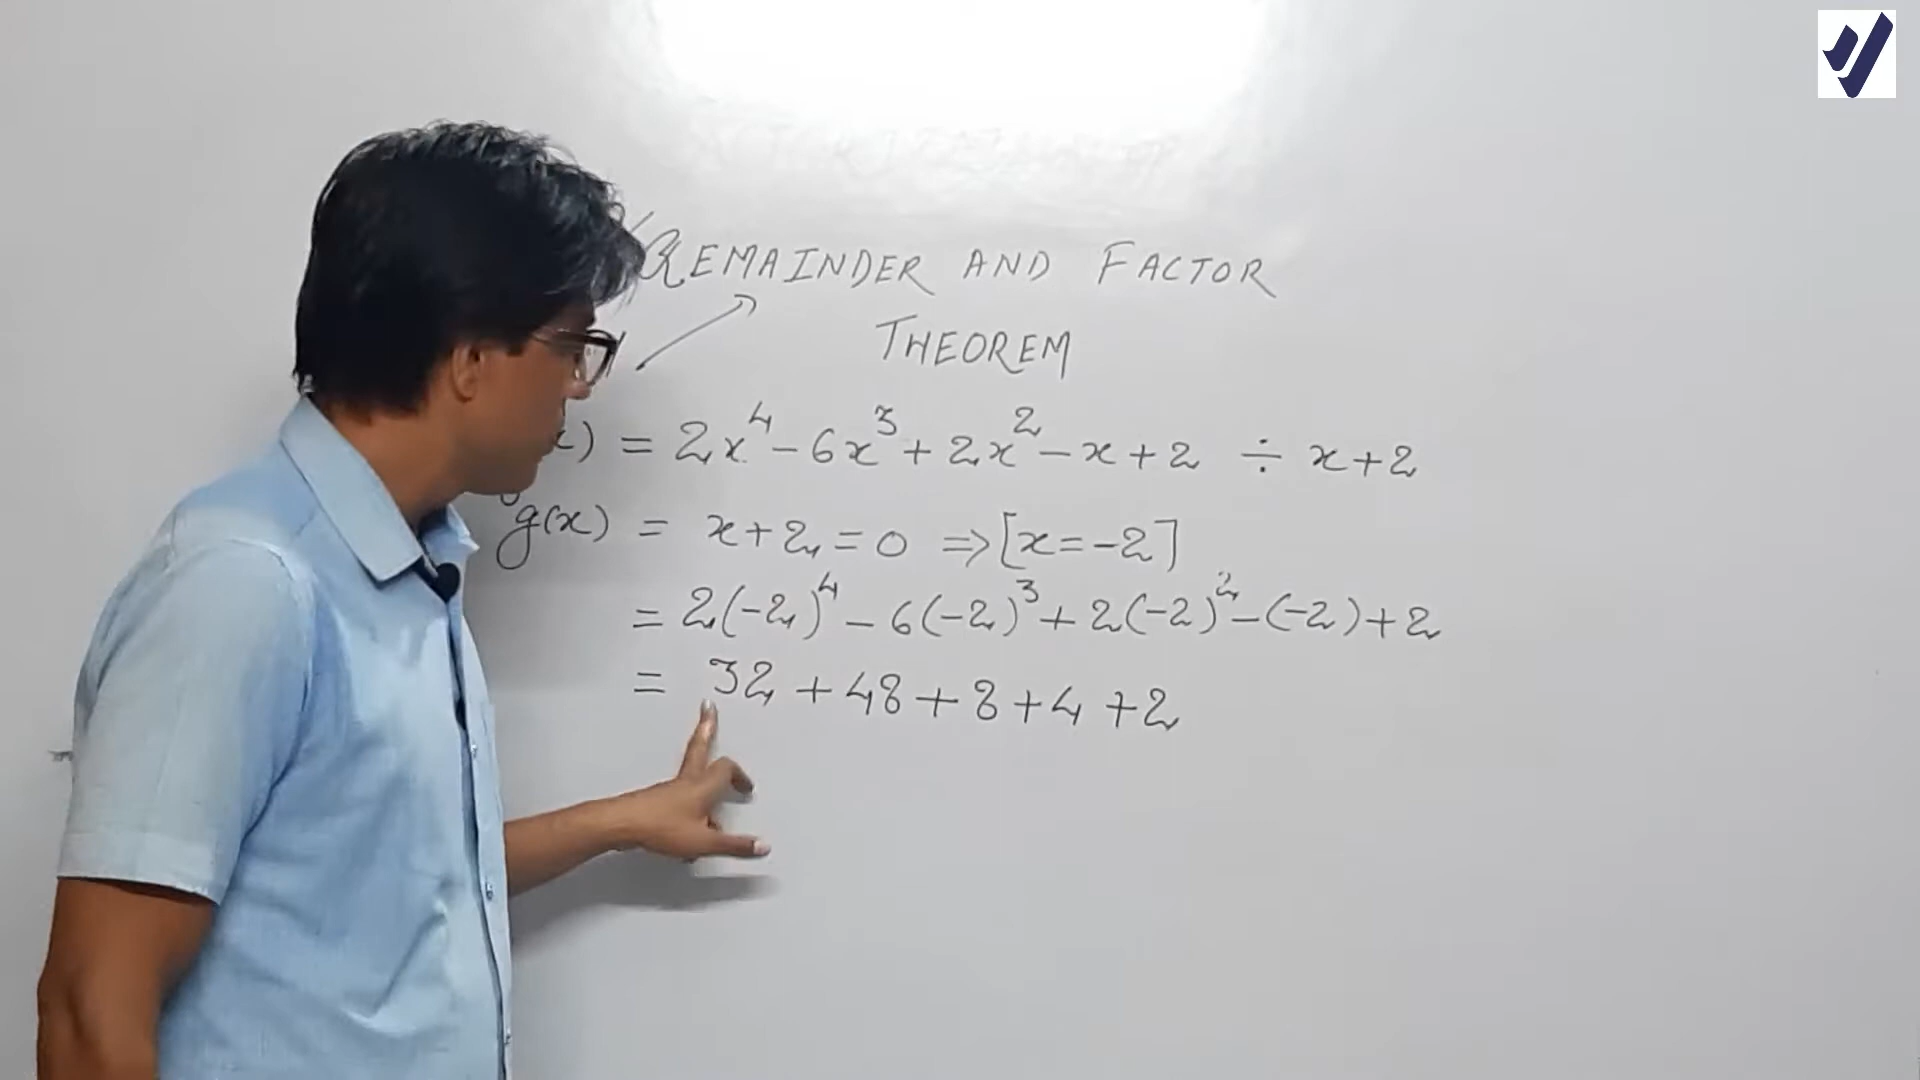 REMAINDER AND FACTOR
THEOREM
x) = 2x⁴ - 6x³ + 2x² - x + 2 ÷ x + 2
g(x) = x + 2 = 0 ⇒ [x = -2]
= 2(-2)⁴ - 6(-2)³ + 2(-2)² - (-2) + 2
= 32 + 48 + 8 + 4 + 2